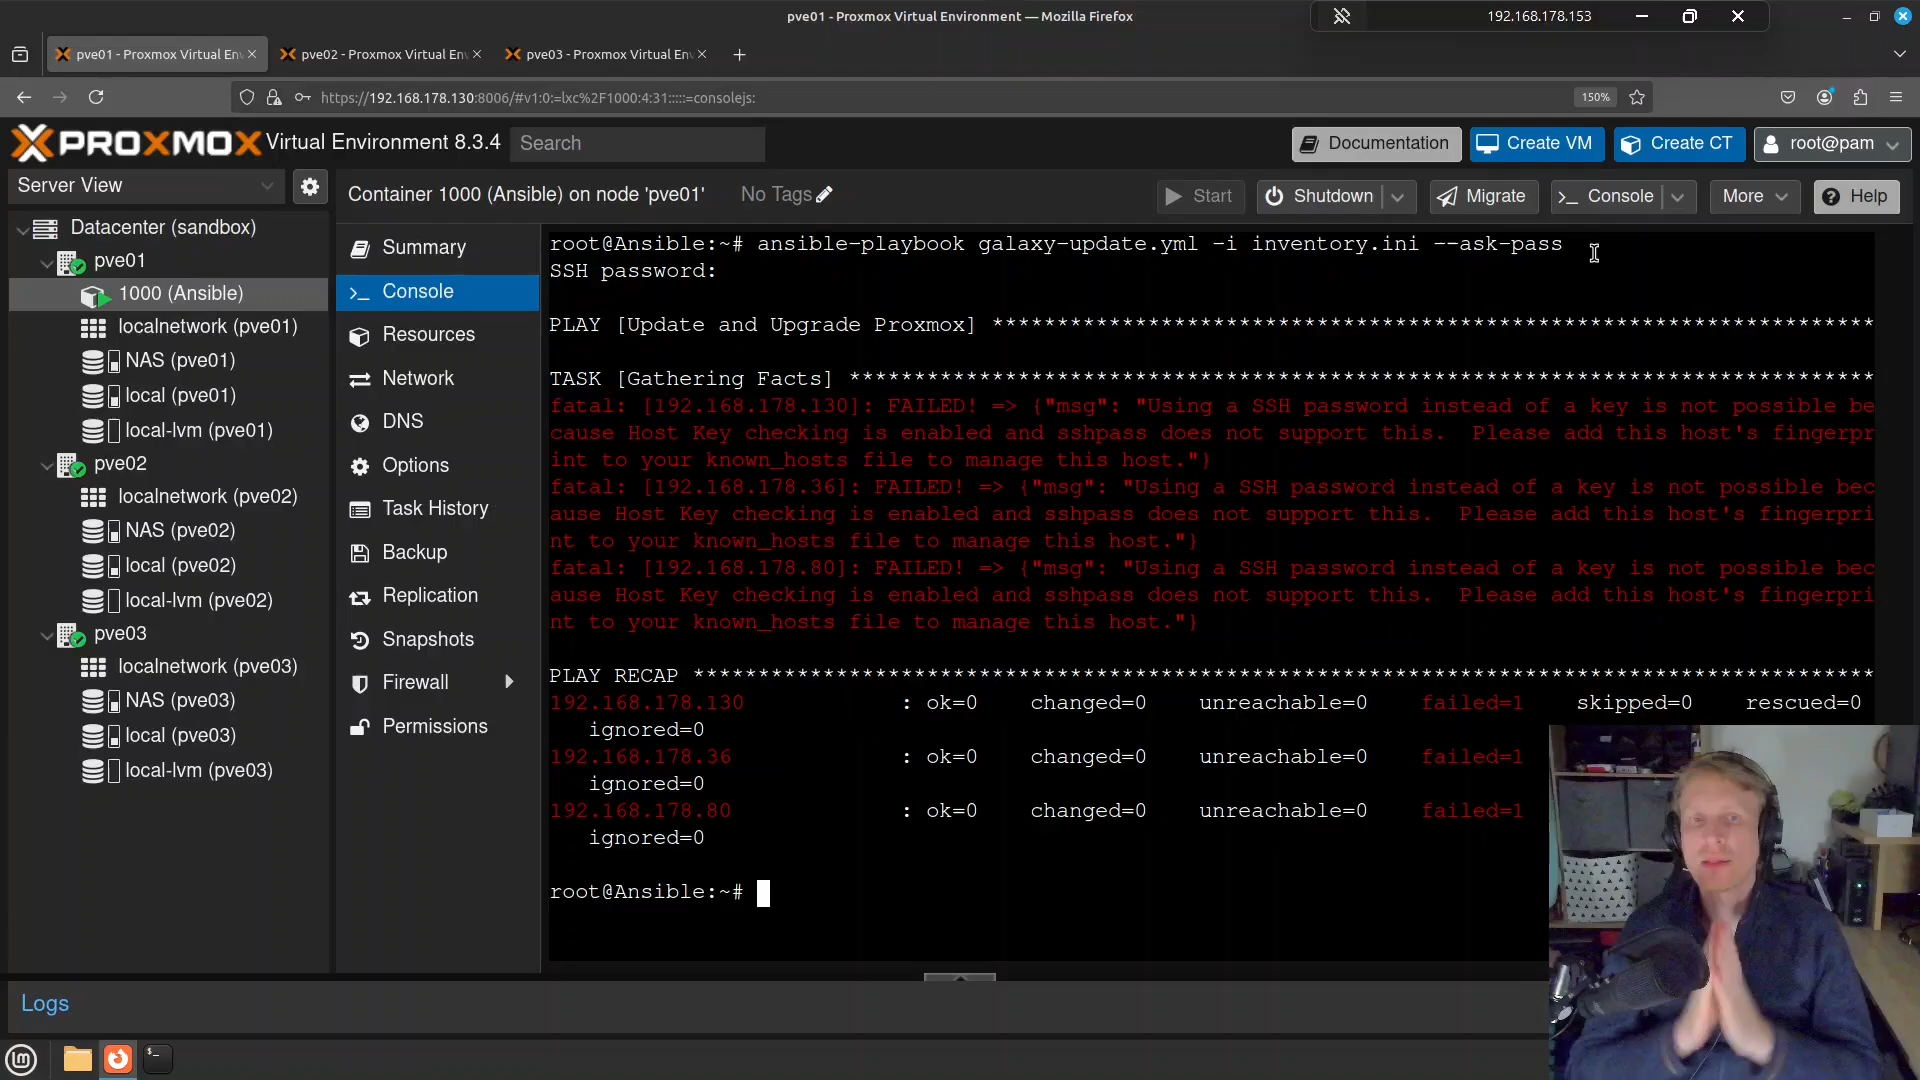 pve01 - Proxmox Virtual Environment — Mozilla Firefox
192.168.178.153
pve01 - Proxmox Virtual En
pve02 - Proxmox Virtual En
pve03 - Proxmox Virtual En
https://192.168.178.130:8006/#v1:0:=lxc%2F1000:4:31:::::=consolejs:
150%
PROXMOX Virtual Environment 8.3.4
Search
Documentation
Create VM
Create CT
root@pam
Server View
Container 1000 (Ansible) on node 'pve01'
No Tags
Start
Shutdown
Migrate
>_ Console
More
Help
Datacenter (sandbox)
pve01
1000 (Ansible)
localnetwork (pve01)
NAS (pve01)
local (pve01)
local-lvm (pve01)
pve02
localnetwork (pve02)
NAS (pve02)
local (pve02)
local-lvm (pve02)
pve03
localnetwork (pve03)
NAS (pve03)
local (pve03)
local-lvm (pve03)
Summary
>_ Console
Resources
Network
DNS
Options
Task History
Backup
Replication
Snapshots
Firewall
Permissions
root@Ansible:~# ansible-playbook galaxy-update.yml -i inventory.ini --ask-pass
SSH password:
PLAY [Update and Upgrade Proxmox] ********************************************************************
TASK [Gathering Facts] *******************************************************************************
fatal: [192.168.178.130]: FAILED! => {"msg": "Using a SSH password instead of a key is not possible be
cause Host Key checking is enabled and sshpass does not support this.  Please add this host's fingerpr
int to your known_hosts file to manage this host."}
fatal: [192.168.178.36]: FAILED! => {"msg": "Using a SSH password instead of a key is not possible bec
ause Host Key checking is enabled and sshpass does not support this.  Please add this host's fingerpri
nt to your known_hosts file to manage this host."}
fatal: [192.168.178.80]: FAILED! => {"msg": "Using a SSH password instead of a key is not possible bec
ause Host Key checking is enabled and sshpass does not support this.  Please add this host's fingerpri
nt to your known_hosts file to manage this host."}
PLAY RECAP *******************************************************************************************
192.168.178.130 : ok=0 changed=0 unreachable=0 failed=1 skipped=0 rescued=0
ignored=0
192.168.178.36 : ok=0 changed=0 unreachable=0 failed=1
ignored=0
192.168.178.80 : ok=0 changed=0 unreachable=0 failed=1
ignored=0
root@Ansible:~#
Logs